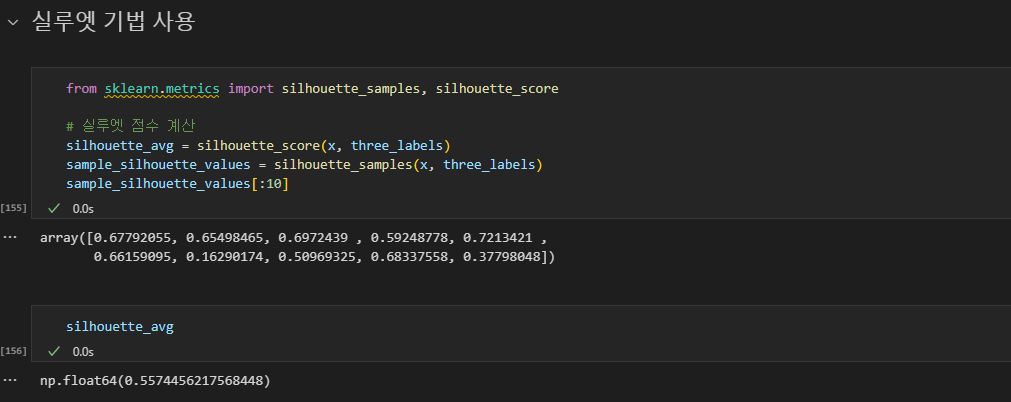 실루엣 기법 사용
from sklearn.metrics import silhouette_samples, silhouette_score
# 실루엣 점수 계산
silhouette_avg = silhouette_score(x, three_labels)
sample_silhouette_values = silhouette_samples(x, three_labels)
sample_silhouette_values[:10]
[155] 0.0s
... array([0.67792055, 0.65498465, 0.6972439 , 0.59248778, 0.7213421 ,
0.66159095, 0.16290174, 0.50969325, 0.68337558, 0.37798048])
silhouette_avg
[156] 0.0s
... np.float64(0.5574456217568448)